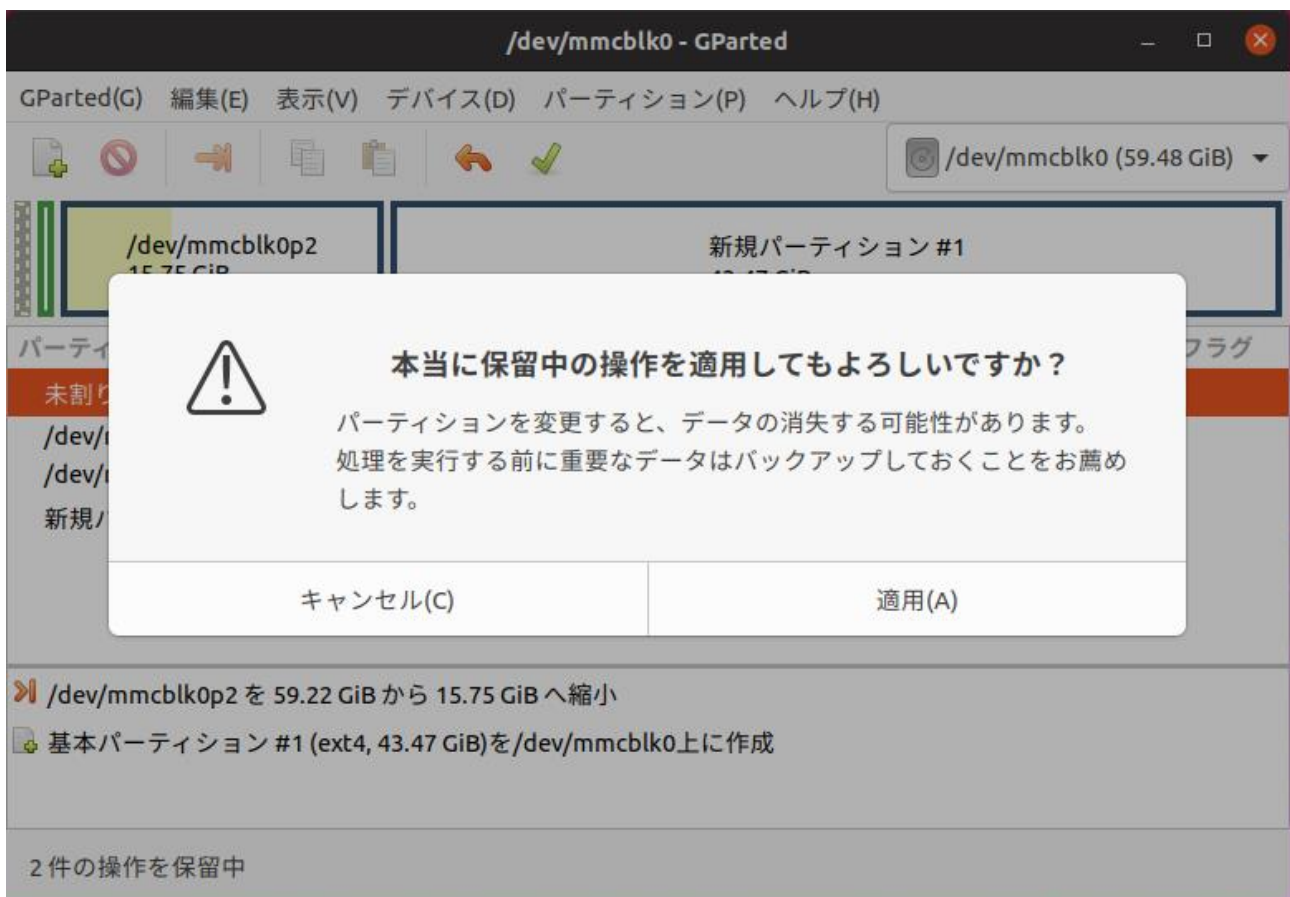 /dev/mmcblk0 - GParted
GParted(G) 編集(E) 表示(V) デバイス(D) パーティション(P) ヘルプ(H)
/dev/mmcblk0 (59.48 GiB)
/dev/mmcblk0p2
15.75 GiB
新規パーティション #1
43.47 GiB
パーティ
フラグ
未割り
/dev/
/dev/
新規パ
本当に保留中の操作を適用してもよろしいですか？
パーティションを変更すると、データの消失する可能性があります。
処理を実行する前に重要なデータはバックアップしておくことをお薦め
します。
キャンセル(C)
適用(A)
/dev/mmcblk0p2 を 59.22 GiB から 15.75 GiB へ縮小
基本パーティション #1 (ext4, 43.47 GiB)を/dev/mmcblk0上に作成
2 件の操作を保留中